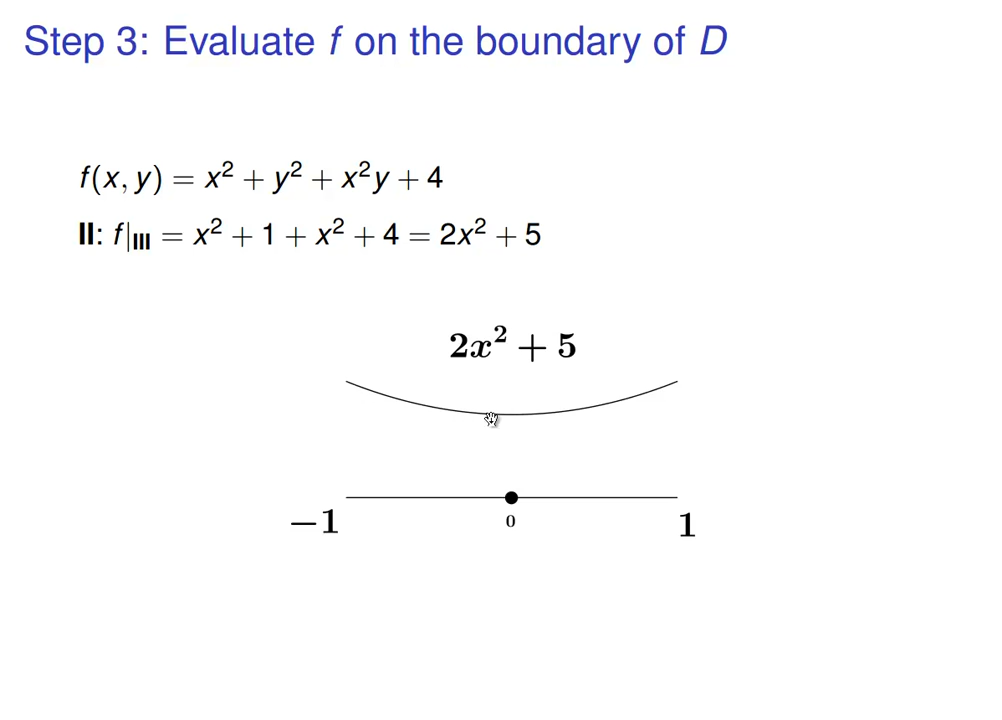 Step 3: Evaluate f on the boundary of D
f(x, y) = x² + y² + x²y + 4
II: f|III = x² + 1 + x² + 4 = 2x² + 5
2x² + 5
−1
0
1